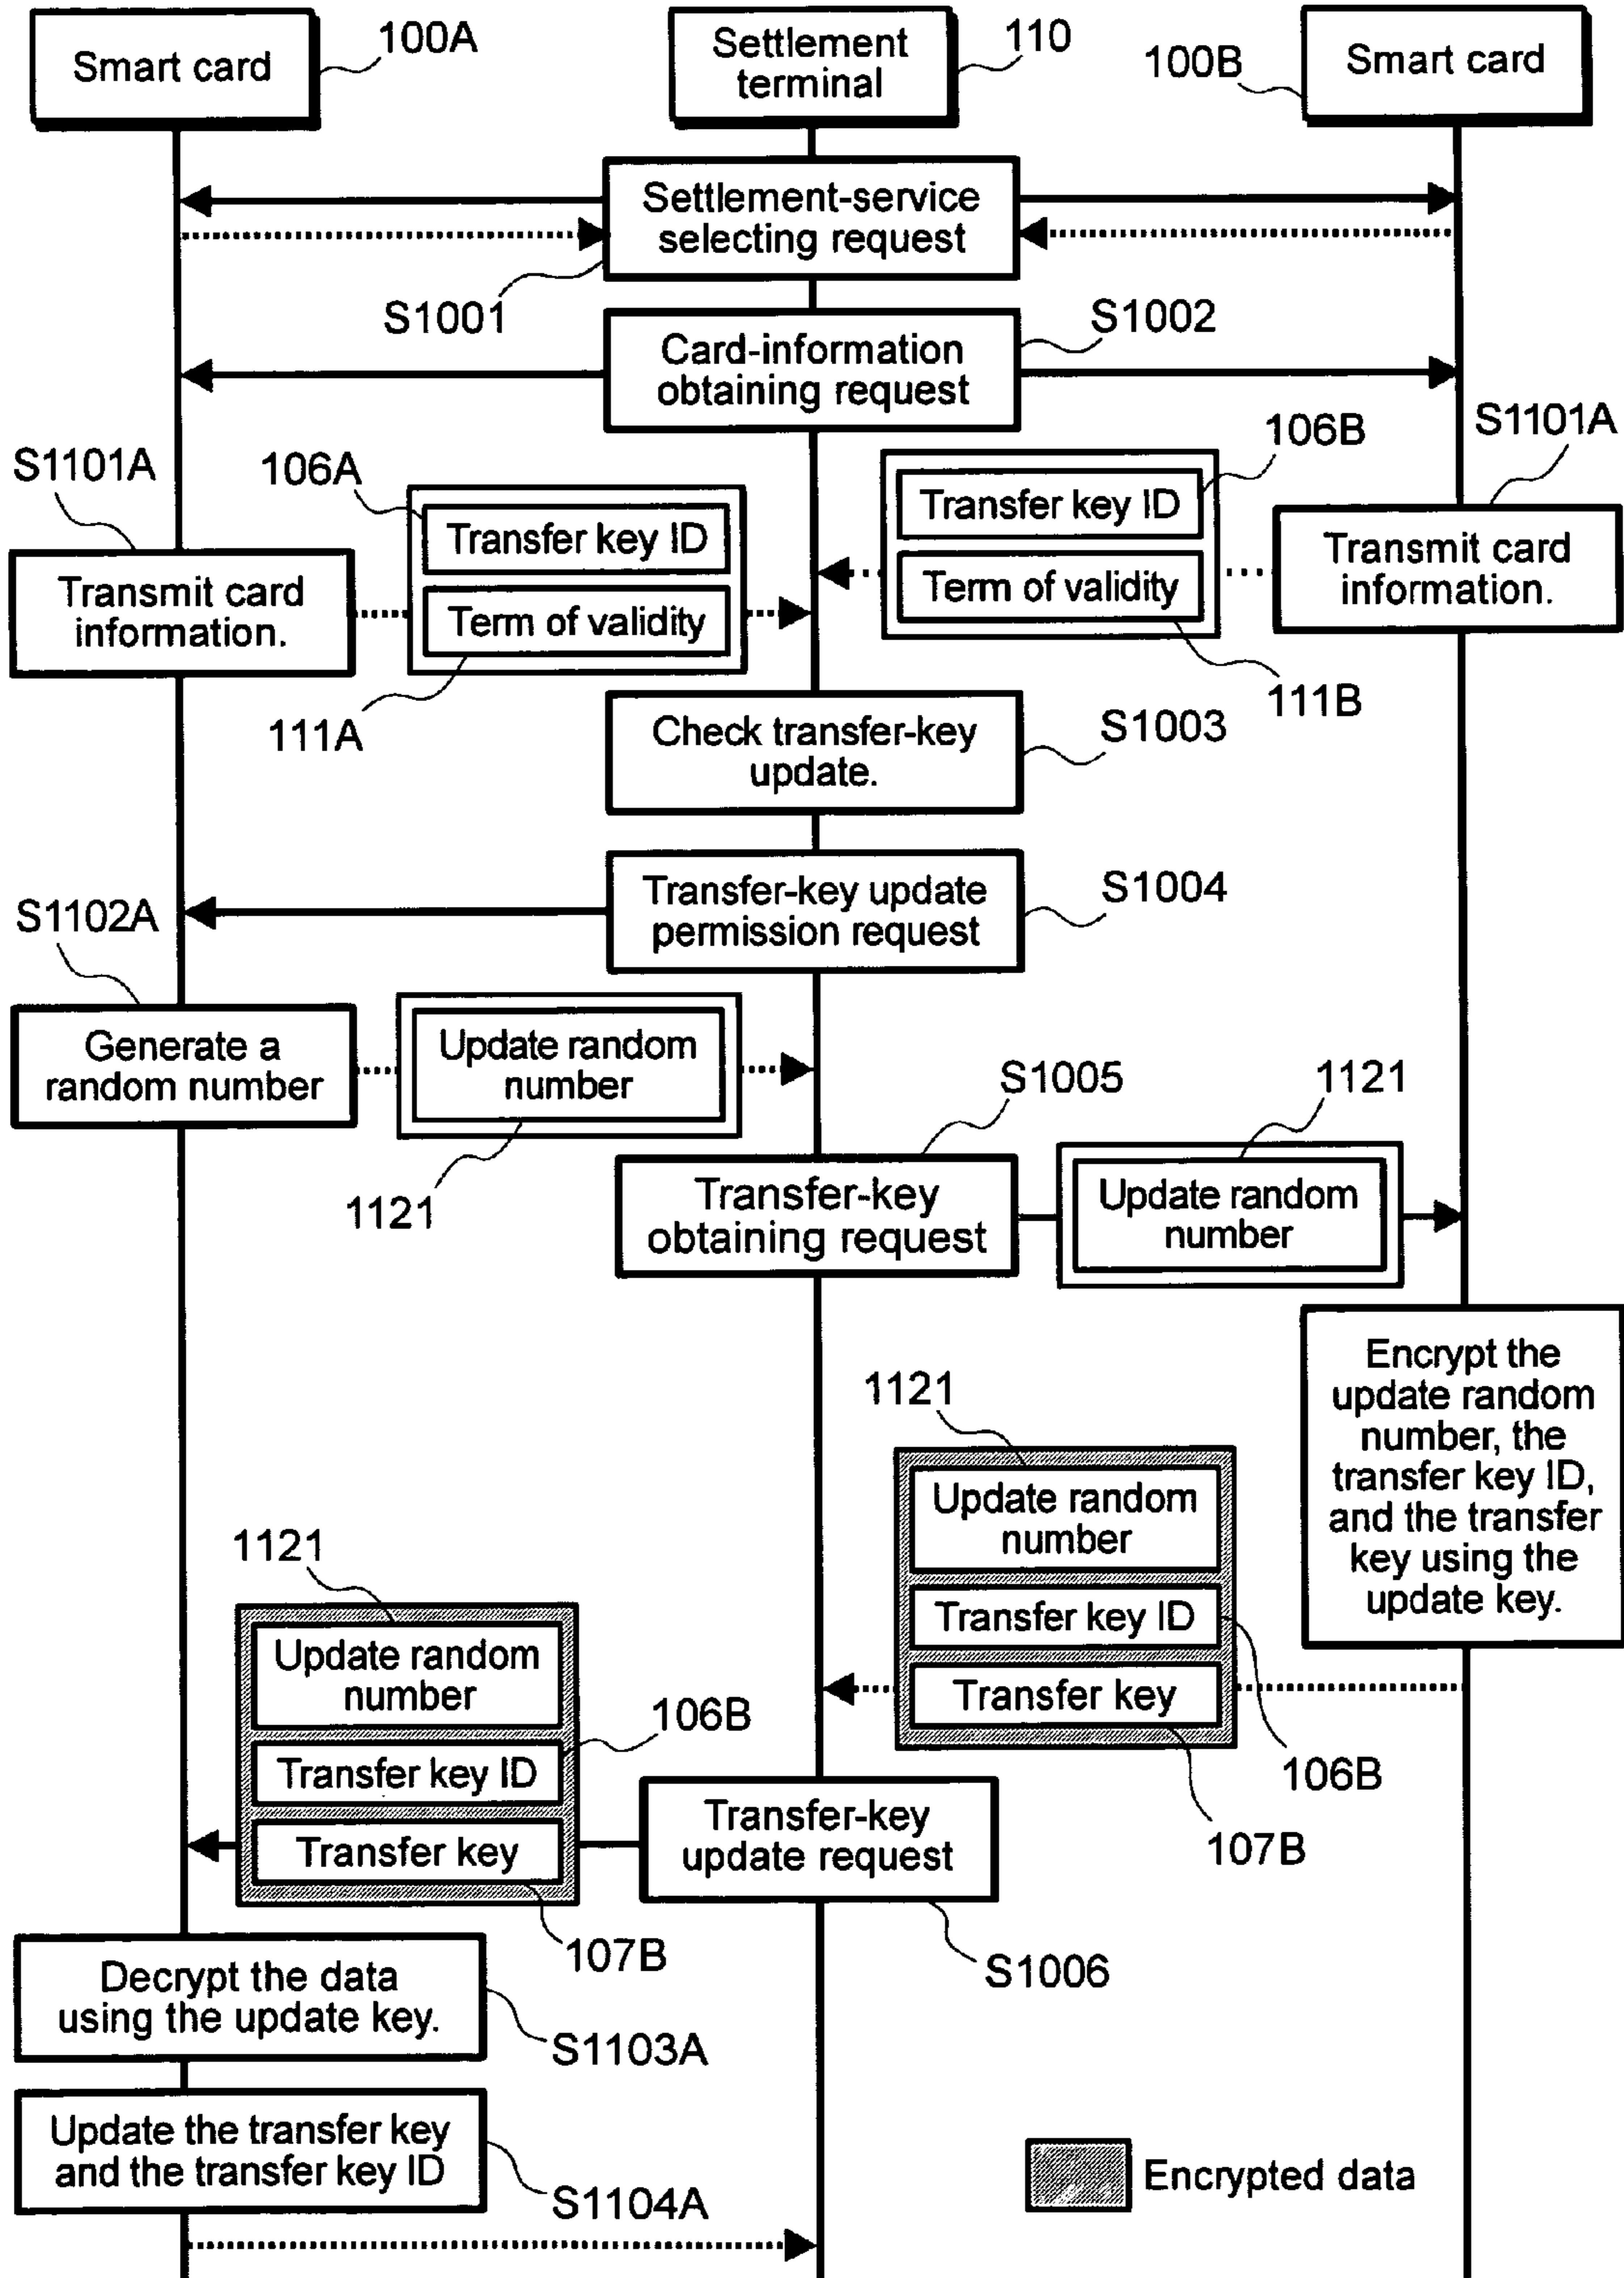 Smart card
100A
Settlement
terminal
110
100B
Smart card
Settlement-service
selecting request
S1001
S1002
Card-information
obtaining request
S1101A
106A
Transfer key ID
Term of validity
111A
Transmit card
information.
106B
S1101A
Transfer key ID
Term of validity
111B
Transmit card
information.
Check transfer-key
update.
S1003
Transfer-key update
permission request
S1004
S1102A
Generate a
random number
Update random
number
1121
S1005
1121
Transfer-key
obtaining request
Update random
number
Encrypt the
update random
number, the
transfer key ID,
and the transfer
key using the
update key.
1121
Update random
number
Transfer key ID
Transfer key
106B
107B
1121
Update random
number
Transfer key ID
Transfer key
106B
107B
Transfer-key
update request
S1006
Decrypt the data
using the update key.
S1103A
Update the transfer key
and the transfer key ID
S1104A
Encrypted data